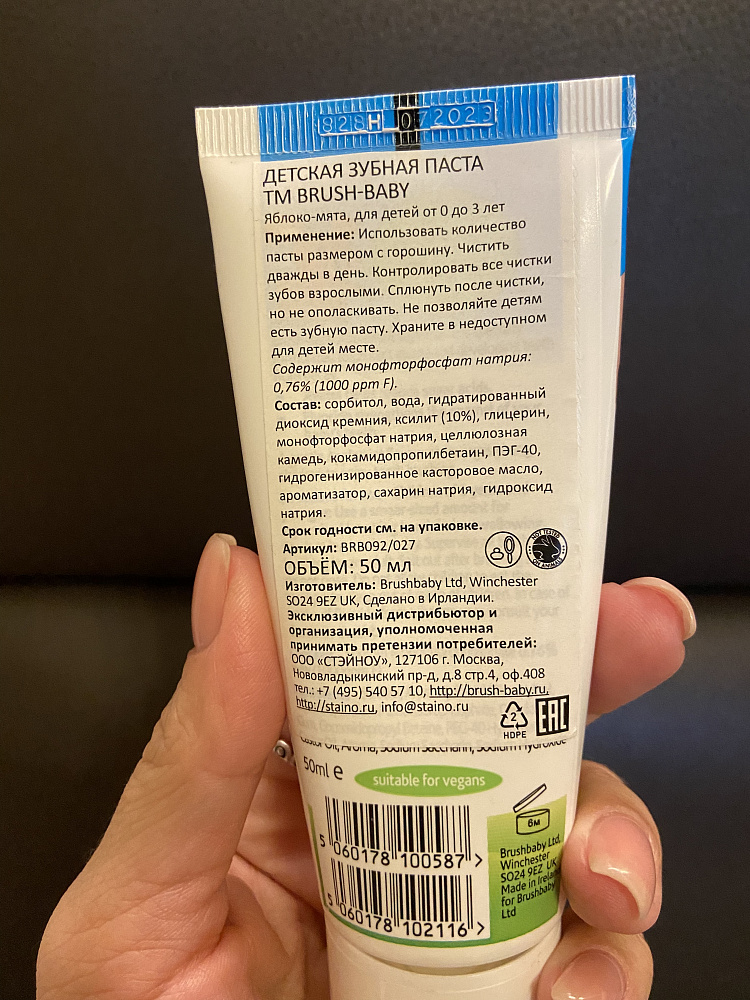 828H 072023
ДЕТСКАЯ ЗУБНАЯ ПАСТА
ТМ BRUSH-BABY
Яблоко-мята, для детей от 0 до 3 лет
Применение: Использовать количество
пасты размером с горошину. Чистить
дважды в день. Контролировать все чистки
зубов взрослыми. Сплюнуть после чистки,
но не ополаскивать. Не позволяйте детям
есть зубную пасту. Храните в недоступном
для детей месте.
Содержит монофторфосфат натрия:
0,76% (1000 ppm F).
Состав: сорбитол, вода, гидратированный
диоксид кремния, ксилит (10%), глицерин,
монофторфосфат натрия, целлюлозная
камедь, кокамидопропилбетаин, ПЭГ-40,
гидрогенизированное касторовое масло,
ароматизатор, сахарин натрия, гидроксид
натрия.
Срок годности см. на упаковке.
Артикул: BRB092/027
ОБЪЁМ: 50 мл
NOT TESTED
ON ANIMALS
Изготовитель: Brushbaby Ltd, Winchester
SO24 9EZ UK, Сделано в Ирландии.
Эксклюзивный дистрибьютор и
организация, уполномоченная
принимать претензии потребителей:
ООО «СТЭЙНОУ», 127106 г. Москва,
Нововладыкинский пр-д, д.8 стр.4, оф.408
тел.: +7 (495) 540 57 10, http://brush-baby.ru,
http://staino.ru, info@staino.ru
2
HDPE
EAC
Castor Oil, Aroma, Sodium Saccharin, Sodium Hydroxide
50ml e
suitable for vegans
6м
5 060178 100587 >
5 060178 102116 >
Brushbaby Ltd,
Winchester
SO24 9EZ UK
Made in Ireland
for Brushbaby
Ltd